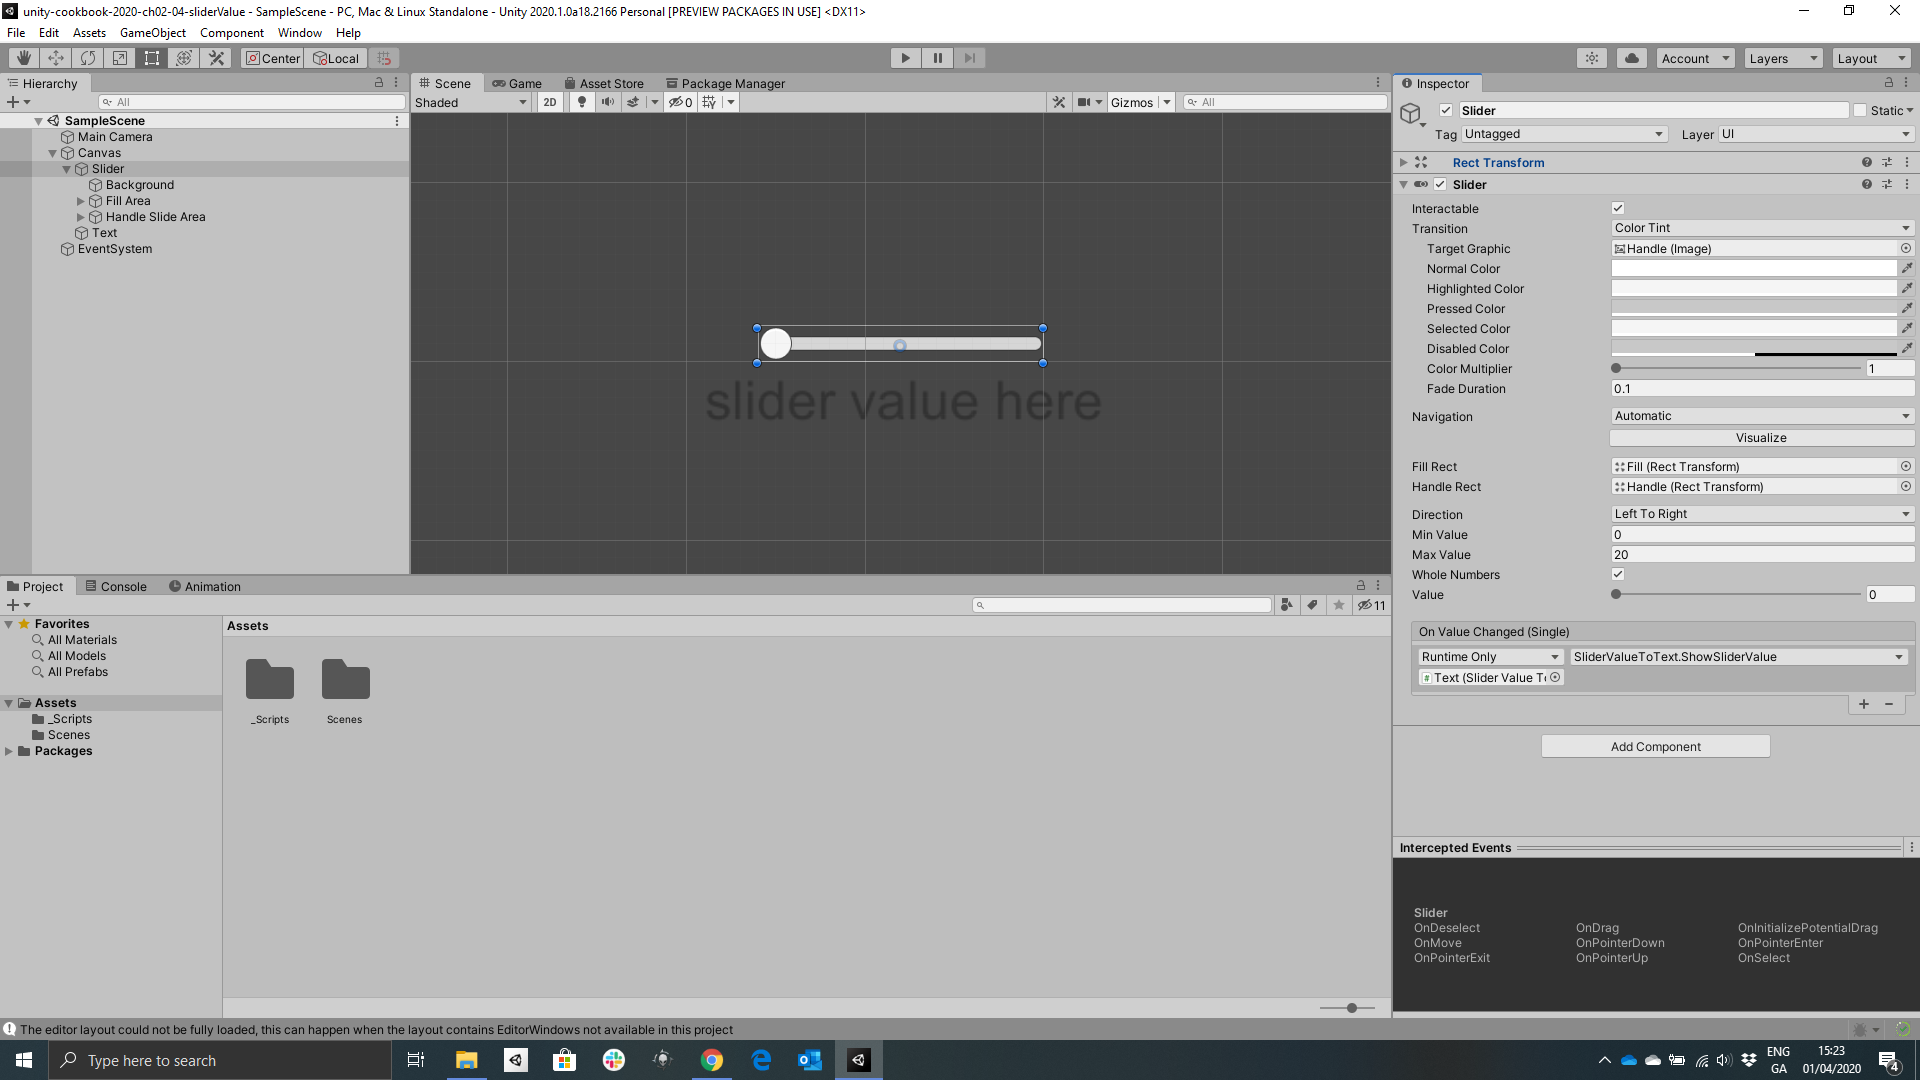 unity-cookbook-2020-ch02-04-sliderValue - SampleScene - PC, Mac & Linux Standalone - Unity 2020.1.0a18.2166 Personal [PREVIEW PACKAGES IN USE] <DX11>
File Edit Assets GameObject Component Window Help
Center Local Account Layers Layout
Hierarchy
All
SampleScene
Main Camera
Canvas
Slider
Background
Fill Area
Handle Slide Area
Text
EventSystem
Scene Game Asset Store Package Manager
Shaded 2D 0 Gizmos All
slider value here
Inspector
Slider Static
Tag Untagged Layer UI
Rect Transform
Slider
Interactable
Transition Color Tint
Target Graphic Handle (Image)
Normal Color
Highlighted Color
Pressed Color
Selected Color
Disabled Color
Color Multiplier 1
Fade Duration 0.1
Navigation Automatic
Visualize
Fill Rect Fill (Rect Transform)
Handle Rect Handle (Rect Transform)
Direction Left To Right
Min Value 0
Max Value 20
Whole Numbers
Value 0
On Value Changed (Single)
Runtime Only SliderValueToText.ShowSliderValue
# Text (Slider Value T
+ −
Add Component
Intercepted Events
Slider
OnDeselect OnDrag OnInitializePotentialDrag
OnMove OnPointerDown OnPointerEnter
OnPointerExit OnPointerUp OnSelect
Project Console Animation
11
Favorites
All Materials
All Models
All Prefabs
Assets
_Scripts
Scenes
Packages
Assets
_Scripts Scenes
The editor layout could not be fully loaded, this can happen when the layout contains EditorWindows not available in this project
Type here to search
ENG
GA
15:23
01/04/2020
4